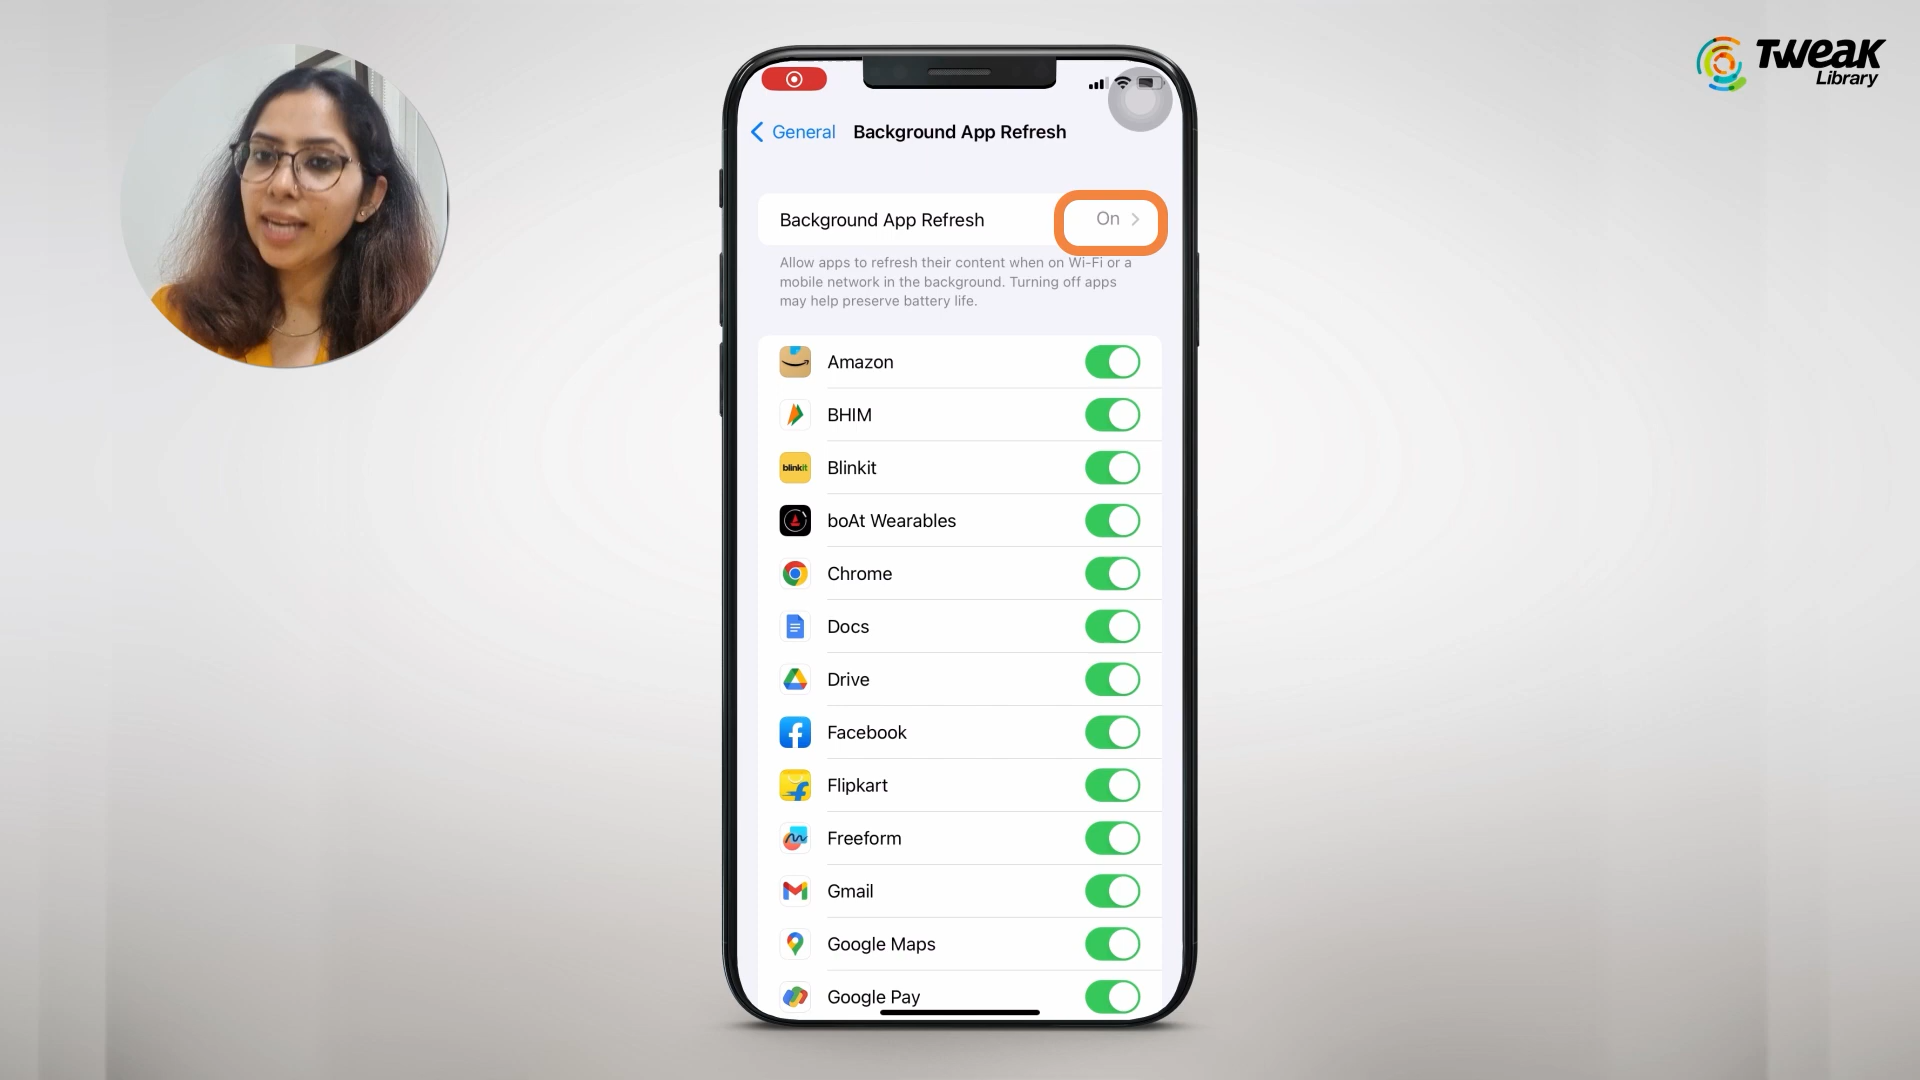 Tweak
Library
General Background App Refresh
Background App Refresh On
Allow apps to refresh their content when on Wi-Fi or a
mobile network in the background. Turning off apps
may help preserve battery life.
Amazon
BHIM
blinkit Blinkit
boAt Wearables
Chrome
Docs
Drive
Facebook
Flipkart
Freeform
Gmail
Google Maps
Google Pay